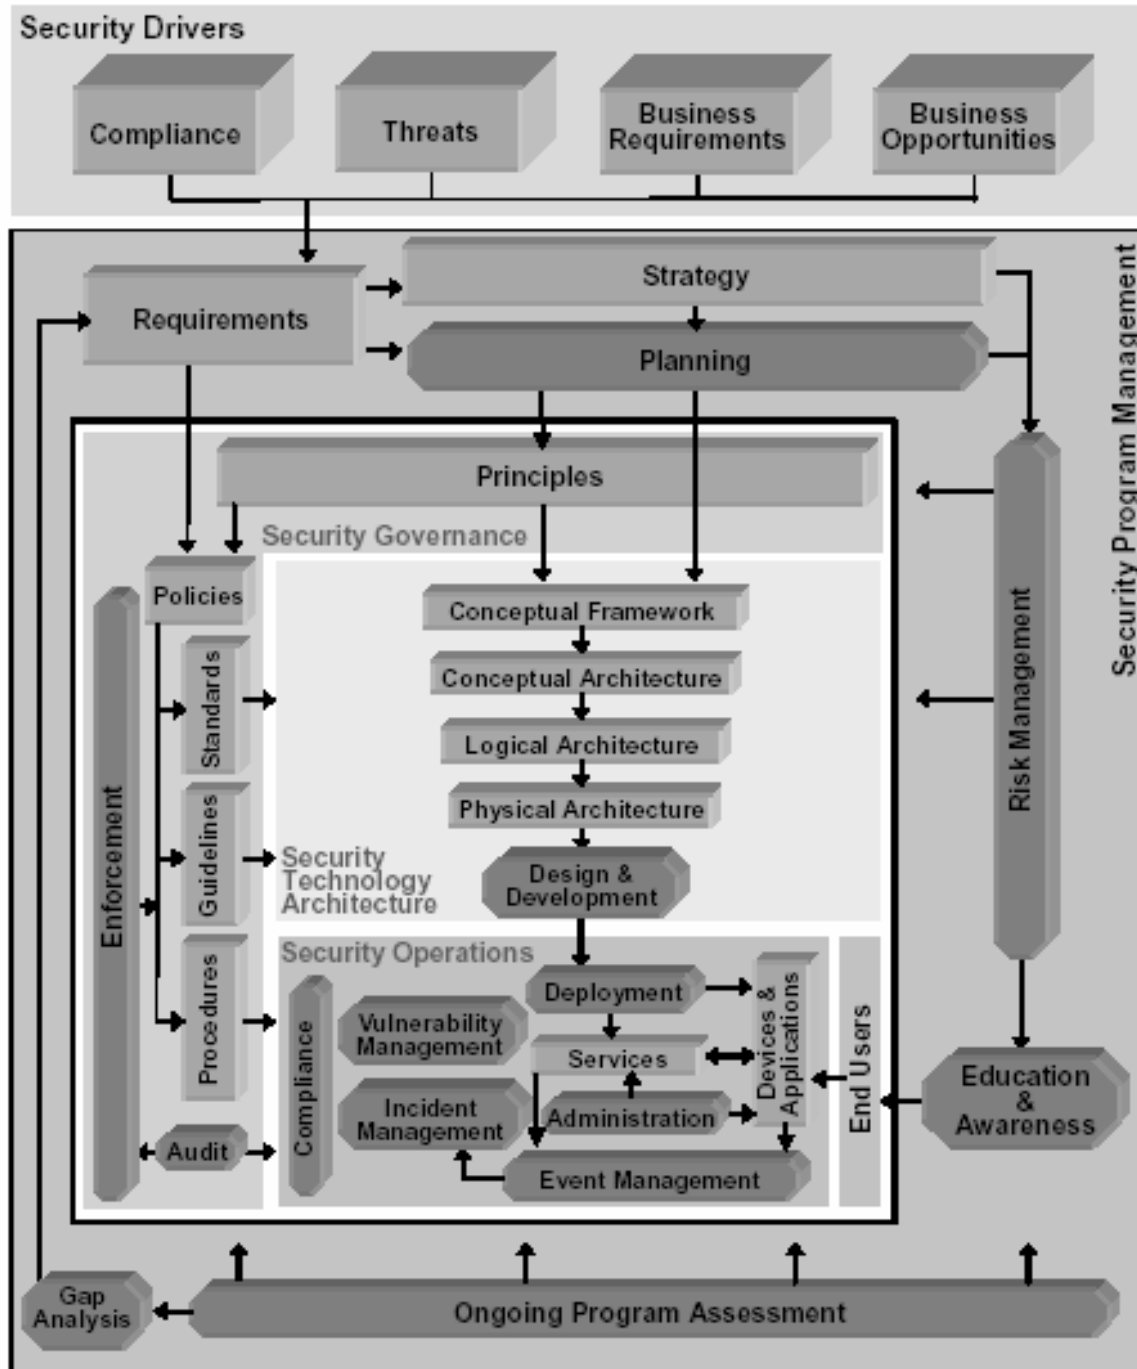 Security Drivers
Compliance
Threats
Business
Requirements
Business
Opportunities
Security Program Management
Requirements
Strategy
Planning
Principles
Security Governance
Policies
Enforcement
Standards
Guidelines
Procedures
Audit
Conceptual Framework
Conceptual Architecture
Logical Architecture
Physical Architecture
Design &
Development
Security
Technology
Architecture
Risk Management
Security Operations
Compliance
Vulnerability
Management
Incident
Management
Deployment
Services
Administration
Event Management
Devices &
Applications
End Users
Education
&
Awareness
Gap
Analysis
Ongoing Program Assessment